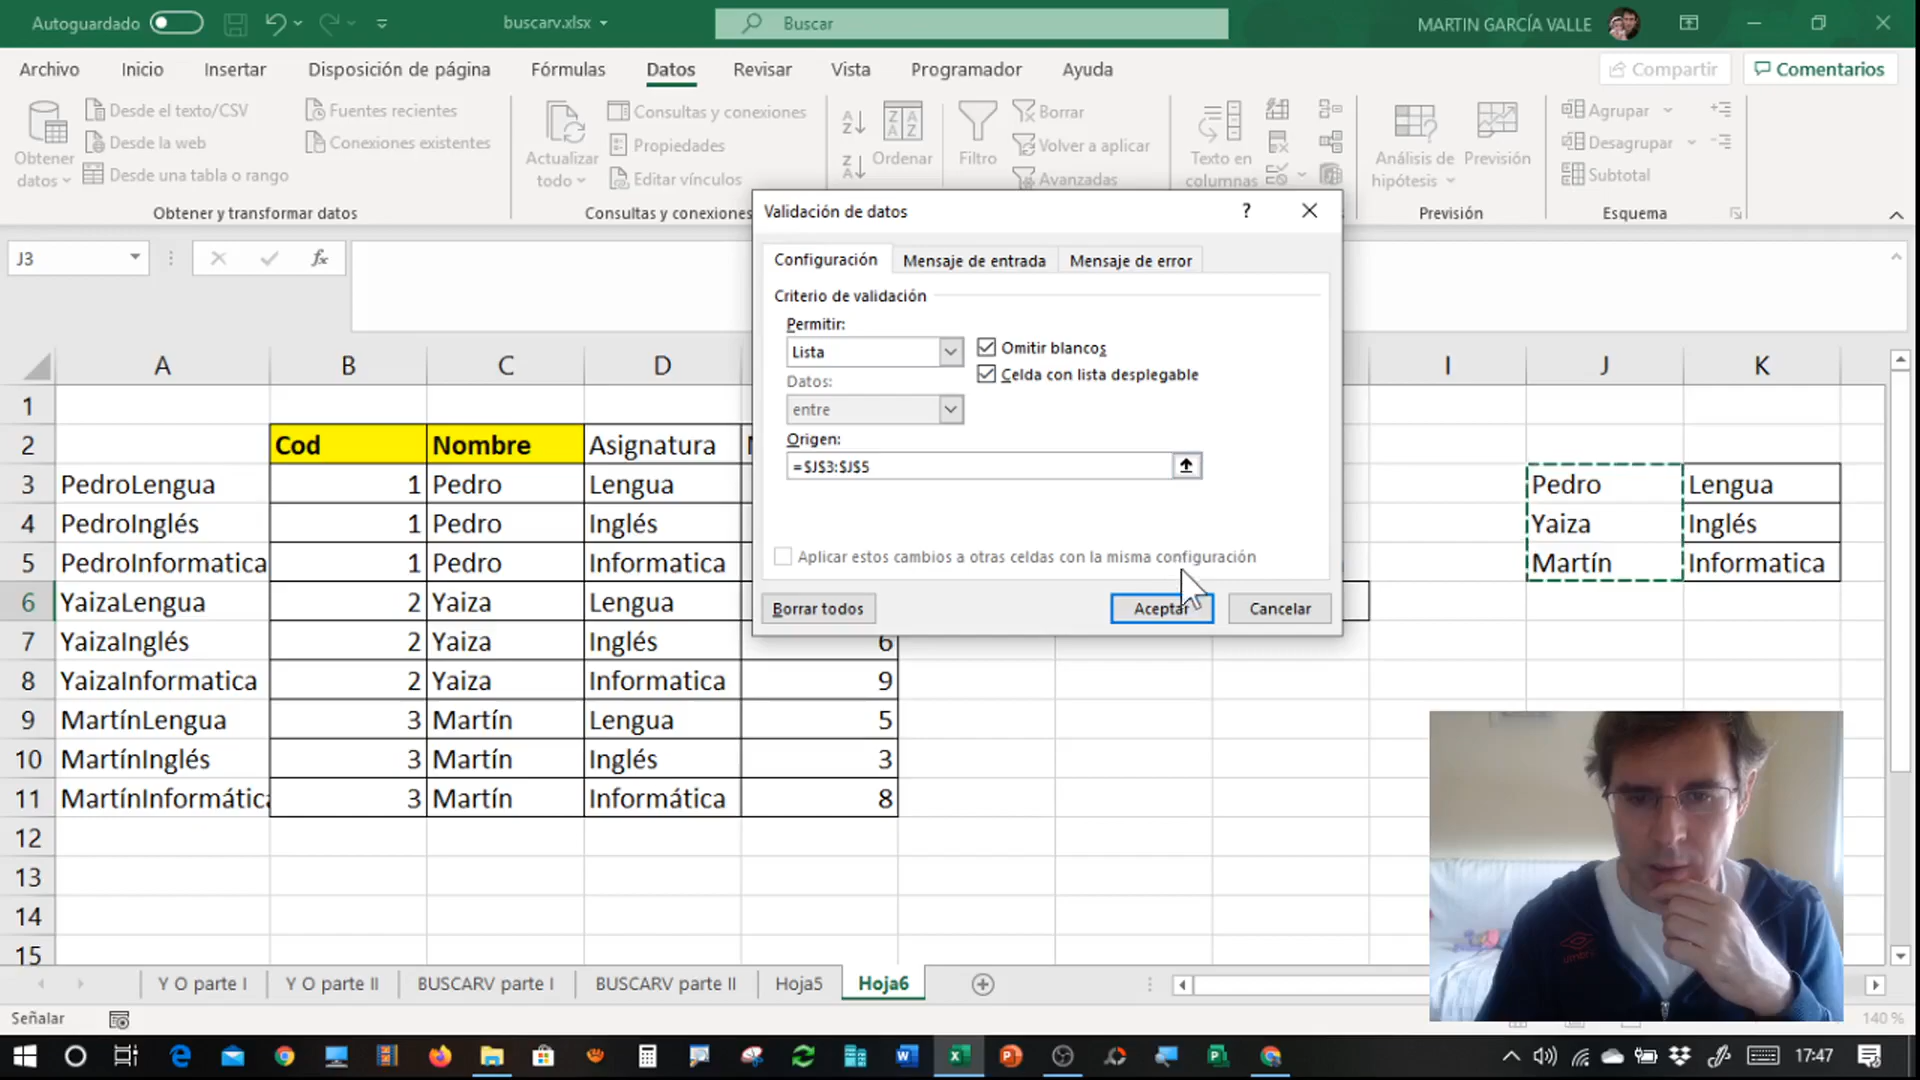 Autoguardado
buscarv.xlsx
Buscar
MARTIN GARCÍA VALLE
Archivo Inicio Insertar Disposición de página Fórmulas Datos Revisar Vista Programador Ayuda
Compartir
Comentarios
Obtener datos
Desde el texto/CSV
Desde la web
Desde una tabla o rango
Fuentes recientes
Conexiones existentes
Obtener y transformar datos
Actualizar todo
Consultas y conexiones
Propiedades
Editar vínculos
Consultas y conexiones
Ordenar
Filtro
Borrar
Volver a aplicar
Avanzadas
Texto en columnas
Análisis de hipótesis
Previsión
Previsión
Agrupar
Desagrupar
Subtotal
Esquema
J3
fx
Validación de datos
?
Configuración Mensaje de entrada Mensaje de error
Criterio de validación
Permitir:
Lista
Omitir blancos
Celda con lista desplegable
Datos:
entre
Origen:
=$J$3:$J$5
Aplicar estos cambios a otras celdas con la misma configuración
Borrar todos
Aceptar
Cancelar
A B C D I J K
1
2 Cod Nombre Asignatura
3 PedroLengua 1 Pedro Lengua Pedro Lengua
4 PedroInglés 1 Pedro Inglés Yaiza Inglés
5 PedroInformatica 1 Pedro Informatica Martín Informatica
6 YaizaLengua 2 Yaiza Lengua
7 YaizaInglés 2 Yaiza Inglés 6
8 YaizaInformatica 2 Yaiza Informatica 9
9 MartínLengua 3 Martín Lengua 5
10 MartínInglés 3 Martín Inglés 3
11 MartínInformátic 3 Martín Informática 8
12
13
14
15
Y O parte I Y O parte II BUSCARV parte I BUSCARV parte II Hoja5 Hoja6
Señalar
140 %
17:47